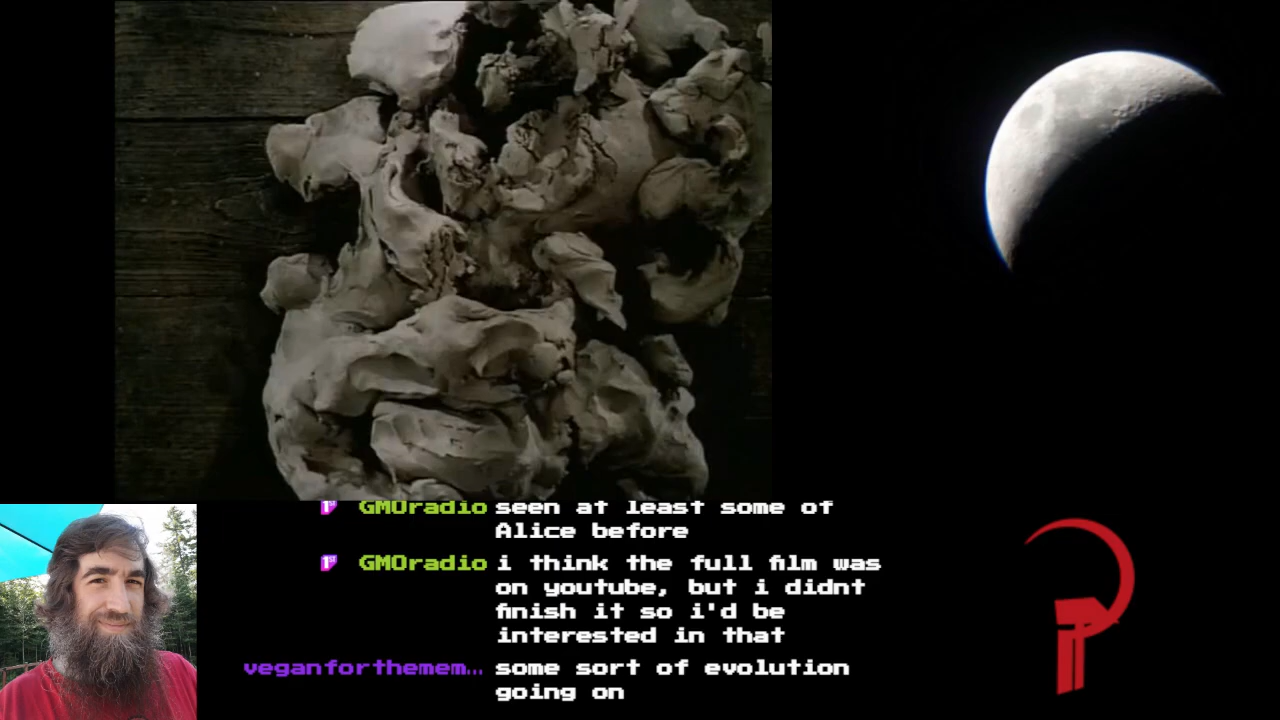 GMOradio seen at least some of
Alice before
GMOradio i think the full film was
on youtube, but i didnt
finish it so i'd be
interested in that
veganforthemem... some sort of evolution
going on